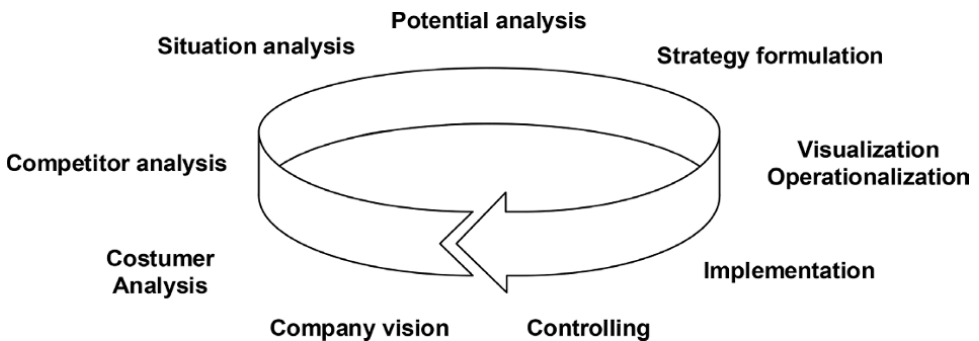 Potential analysis
Situation analysis
Strategy formulation
Competitor analysis
Visualization
Operationalization
Costumer
Analysis
Implementation
Company vision
Controlling